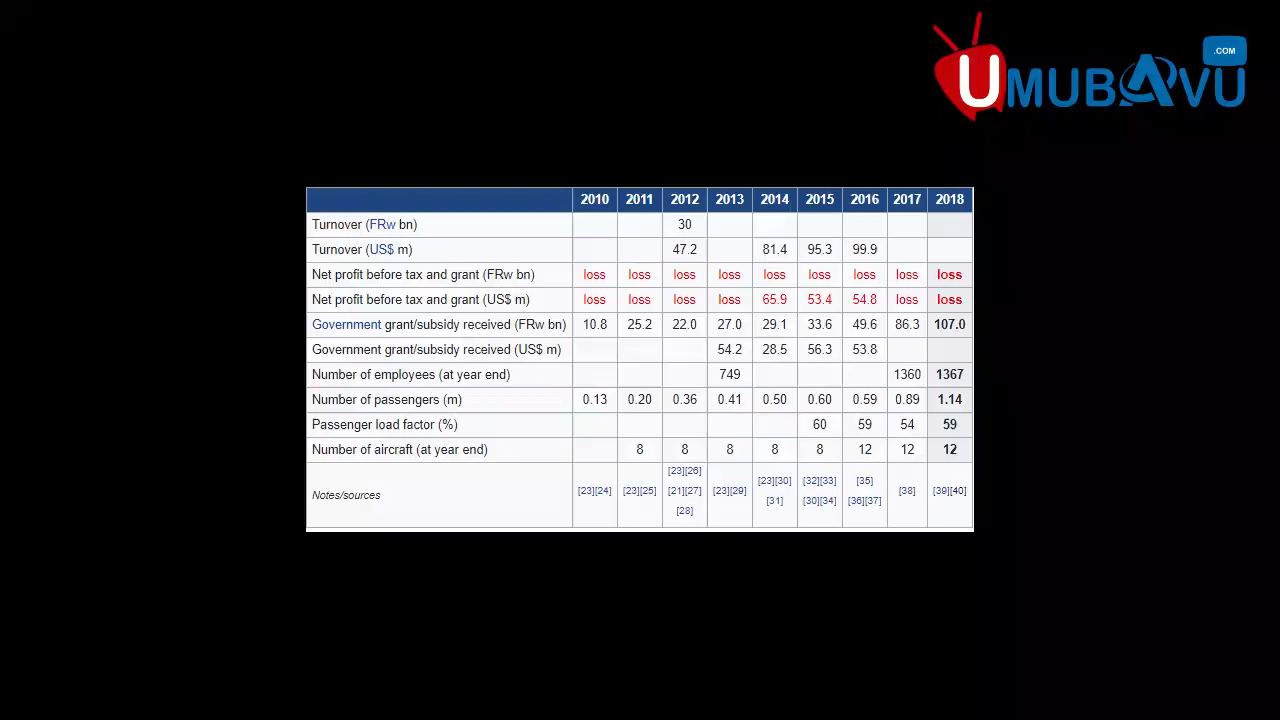 UMUBAVU .COM
2010 2011 2012 2013 2014 2015 2016 2017 2018
Turnover (FRw bn) 30
Turnover (US$ m) 47.2 81.4 95.3 99.9
Net profit before tax and grant (FRw bn) loss loss loss loss loss loss loss loss loss
Net profit before tax and grant (US$ m) loss loss loss loss 65.9 53.4 54.8 loss loss
Government grant/subsidy received (FRw bn) 10.8 25.2 22.0 27.0 29.1 33.6 49.6 86.3 107.0
Government grant/subsidy received (US$ m) 54.2 28.5 56.3 53.8
Number of employees (at year end) 749 1360 1367
Number of passengers (m) 0.13 0.20 0.36 0.41 0.50 0.60 0.59 0.89 1.14
Passenger load factor (%) 60 59 54 59
Number of aircraft (at year end) 8 8 8 8 8 12 12 12
Notes/sources [23][24] [23][25] [23][26] [21][27] [28] [23][29] [23][30] [31] [32][33] [30][34] [35] [36][37] [38] [39][40]